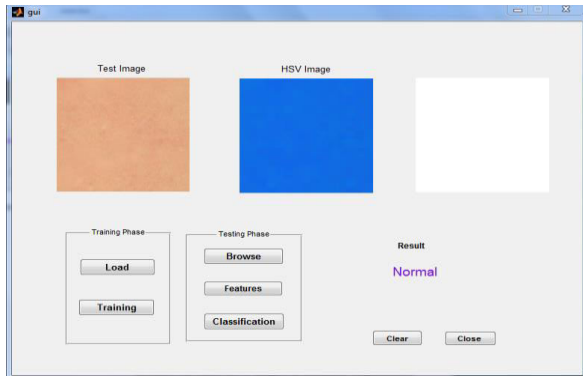 gui
Test Image
HSV Image
Training Phase
Load
Training
Testing Phase
Browse
Features
Classification
Result
Normal
Clear
Close